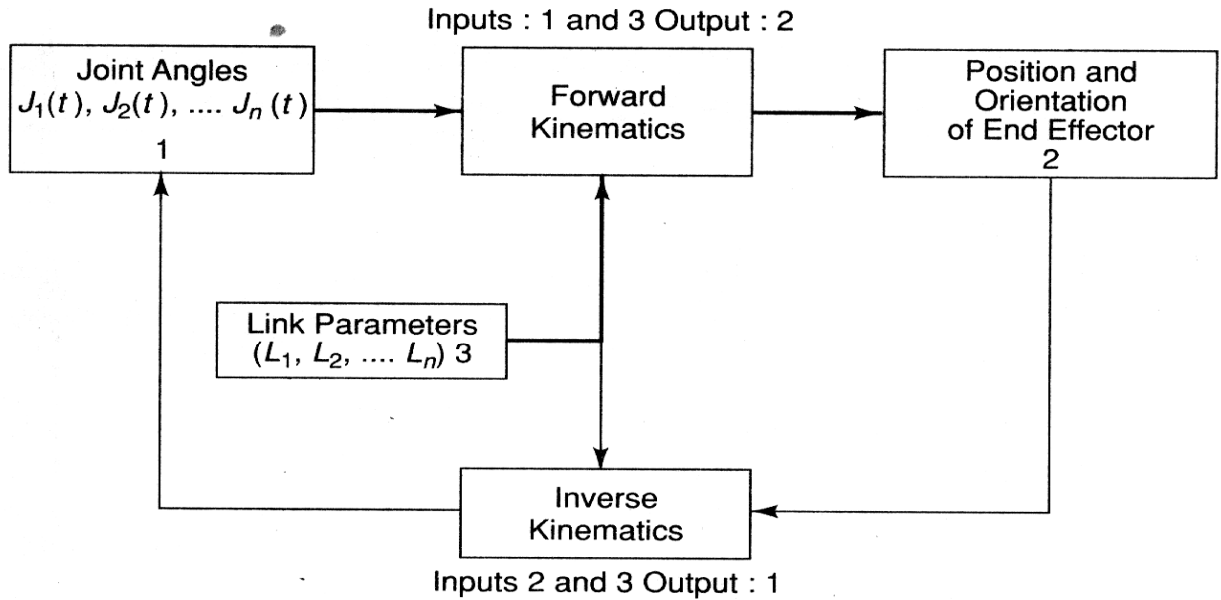 Inputs : 1 and 3 Output : 2
Joint Angles
J1(t), J2(t), .... Jn (t)
1
Forward
Kinematics
Position and
Orientation
of End Effector
2
Link Parameters
(L1, L2, .... Ln) 3
Inverse
Kinematics
Inputs 2 and 3 Output : 1